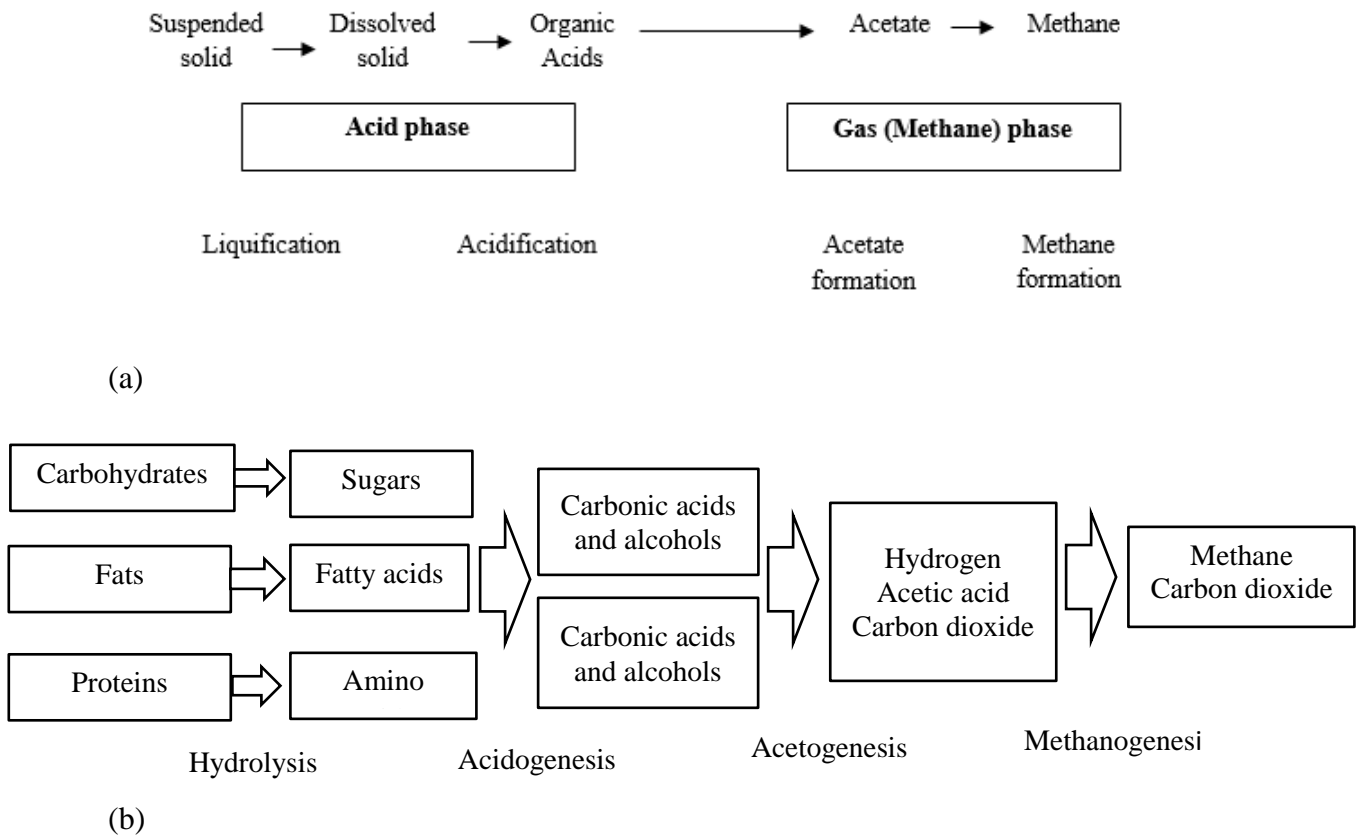 Suspended
solid
Dissolved
solid
Organic
Acids
Acetate
Methane
Acid phase
Gas (Methane) phase
Liquification
Acidification
Acetate
formation
Methane
formation
(a)
Carbohydrates
Sugars
Carbonic acids
and alcohols
Fats
Fatty acids
Hydrogen
Acetic acid
Carbon dioxide
Methane
Carbon dioxide
Carbonic acids
and alcohols
Proteins
Amino
Hydrolysis
Acidogenesis
Acetogenesis
Methanogenesi
(b)